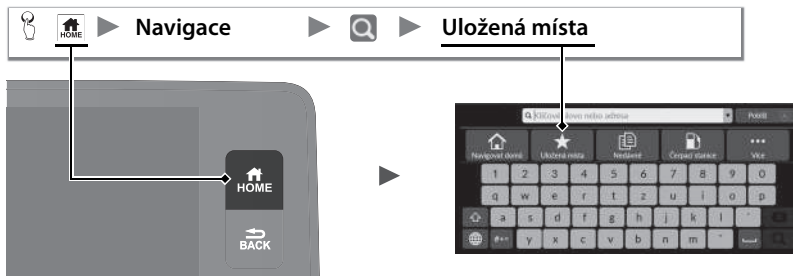 HOME Navigace Uložená místa
HOME
BACK
Klíčové slovo nebo adresa
Navigovat domů Uložená místa Nedávné Čerpací stanice Více
1 2 3 4 5 6 7 8 9 0
q w e r t z u i o p
a s d f g h j k l '
#+= y x c v b n m